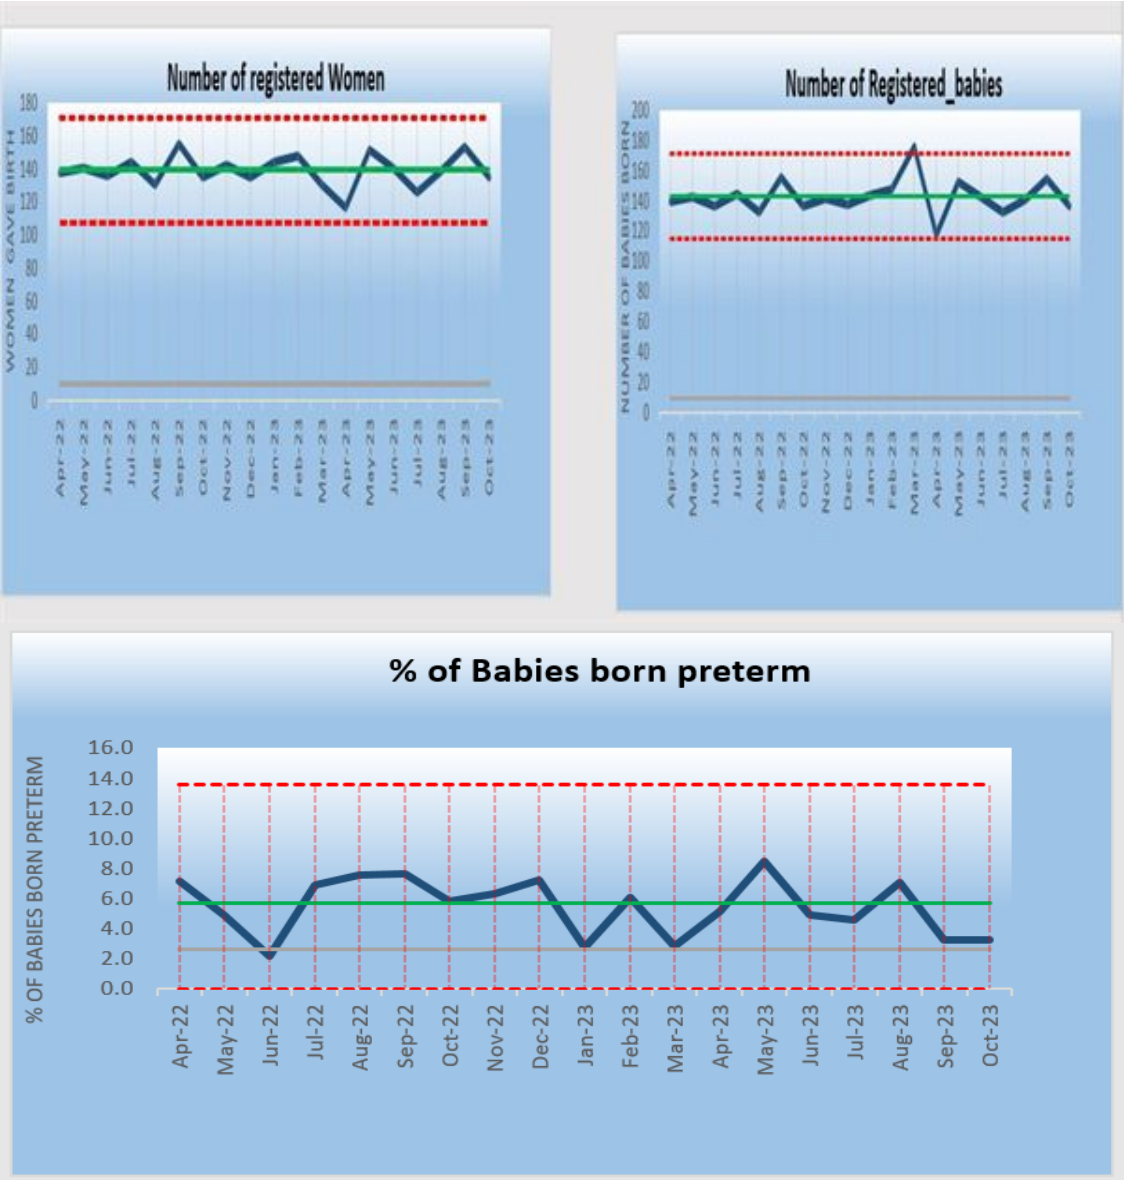 Number of registered Women
WOMEN GAVE BIRTH
180
160
140
120
100
80
60
40
20
0
Apr-22
May-22
Jun-22
Jul-22
Aug-22
Sep-22
Oct-22
Nov-22
Dec-22
Jan-23
Feb-23
Mar-23
Apr-23
May-23
Jun-23
Jul-23
Aug-23
Sep-23
Oct-23
Number of Registered_babies
NUMBER OF BABIES BORN
200
180
160
140
120
100
80
60
40
20
0
Apr-22
May-22
Jun-22
Jul-22
Aug-22
Sep-22
Oct-22
Nov-22
Dec-22
Jan-23
Feb-23
Mar-23
Apr-23
May-23
Jun-23
Jul-23
Aug-23
Sep-23
Oct-23
% of Babies born preterm
% OF BABIES BORN PRETERM
16.0
14.0
12.0
10.0
8.0
6.0
4.0
2.0
0.0
Apr-22
May-22
Jun-22
Jul-22
Aug-22
Sep-22
Oct-22
Nov-22
Dec-22
Jan-23
Feb-23
Mar-23
Apr-23
May-23
Jun-23
Jul-23
Aug-23
Sep-23
Oct-23